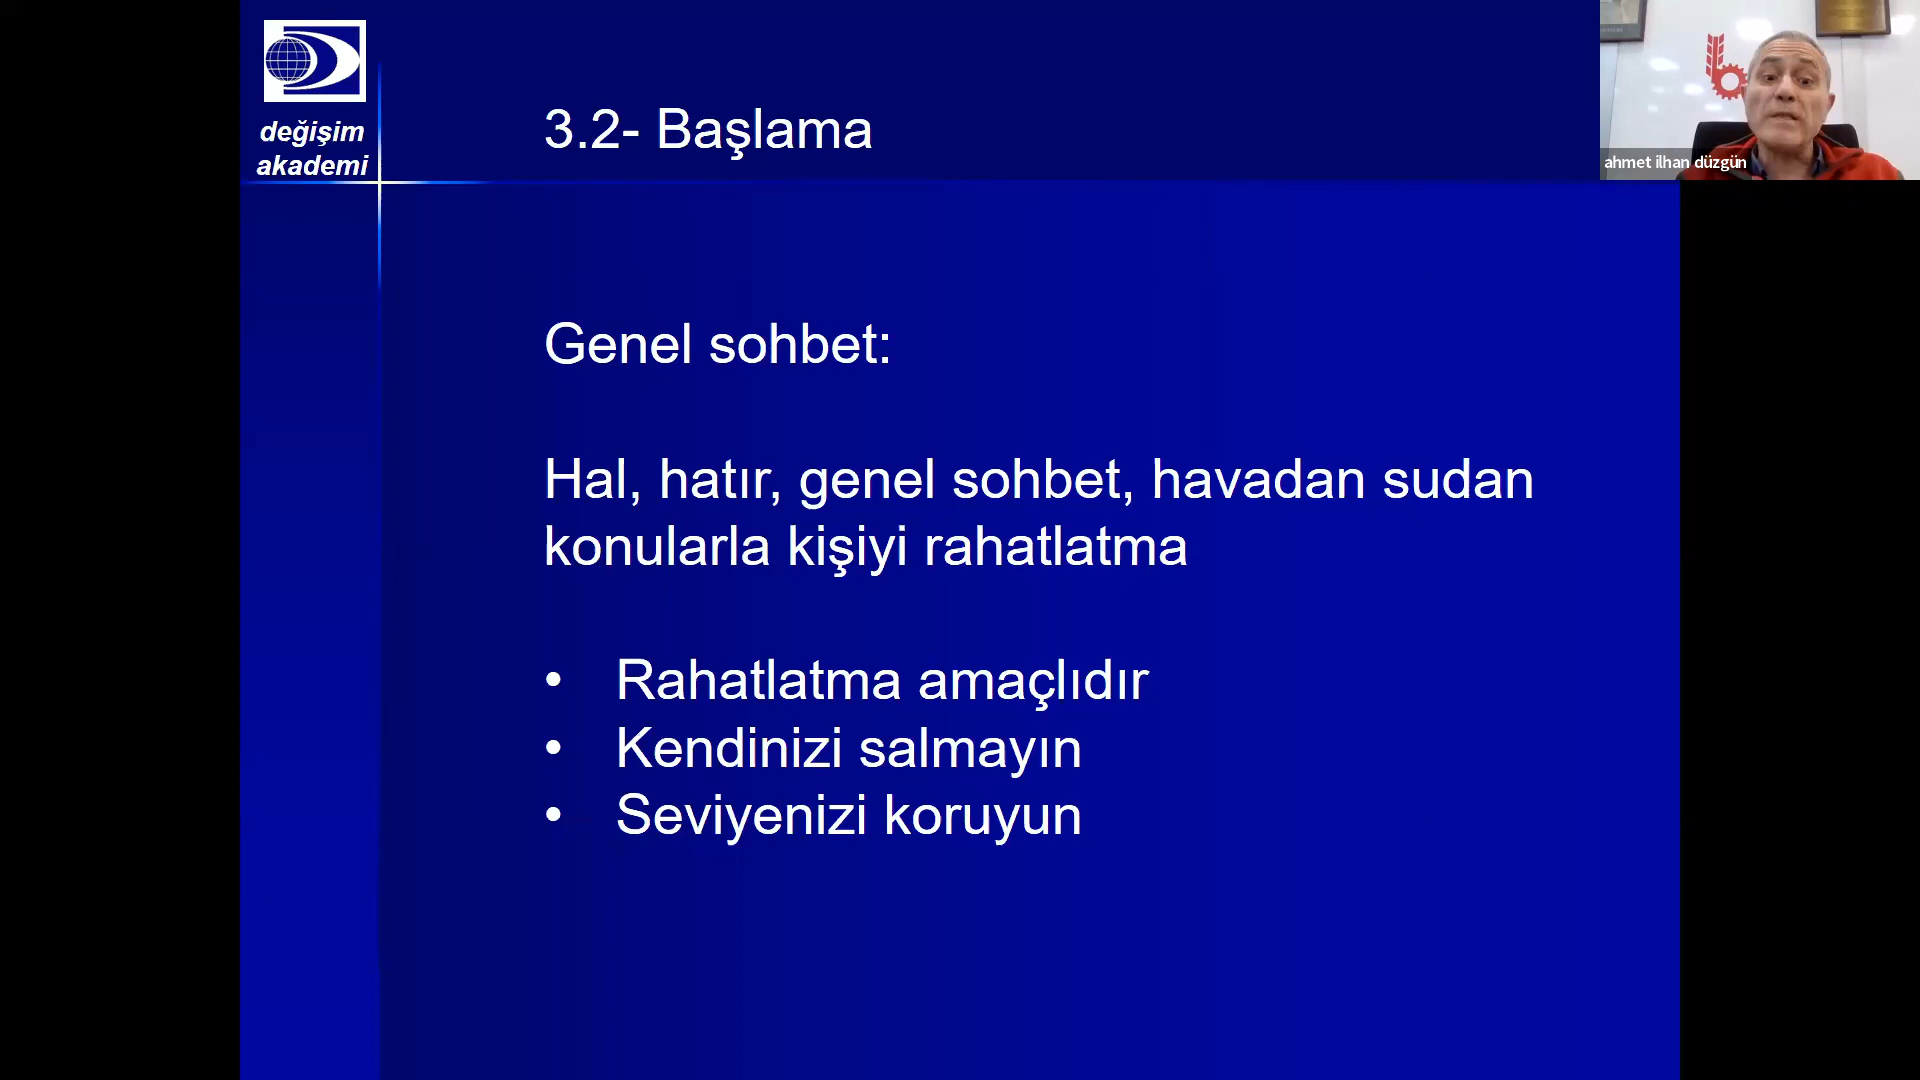 değişim
akademi
3.2- Başlama
ahmet ilhan düzgün
Genel sohbet:
Hal, hatır, genel sohbet, havadan sudan
konularla kişiyi rahatlatma
• Rahatlatma amaçlıdır
• Kendinizi salmayın
• Seviyenizi koruyun